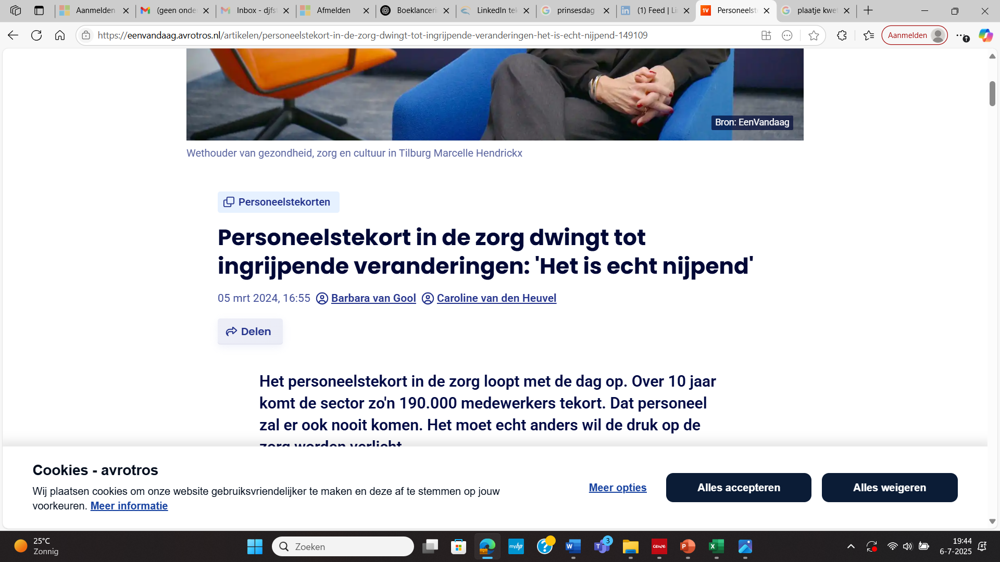 Aanmelden
(geen onde
Inbox - djfs
Afmelden
Boeklanceri
LinkedIn te
prinsesdag
(1) Feed | Li
Personeelst
plaatje kwe
https://eenvandaag.avrotros.nl/artikelen/personeelstekort-in-de-zorg-dwingt-tot-ingrijpende-veranderingen-het-is-echt-nijpend-149109
Aanmelden
Bron: EenVandaag
Wethouder van gezondheid, zorg en cultuur in Tilburg Marcelle Hendrickx
Personeelstekorten
Personeelstekort in de zorg dwingt tot
ingrijpende veranderingen: 'Het is echt nijpend'
05 mrt 2024, 16:55 Barbara van Gool Caroline van den Heuvel
Delen
Het personeelstekort in de zorg loopt met de dag op. Over 10 jaar
komt de sector zo'n 190.000 medewerkers tekort. Dat personeel
zal er ook nooit komen. Het moet echt anders wil de druk op de
zorg worden verlicht.
Cookies - avrotros
Wij plaatsen cookies om onze website gebruiksvriendelijker te maken en deze af te stemmen op jouw
voorkeuren. Meer informatie
Meer opties
Alles accepteren
Alles weigeren
25°C
Zonnig
Zoeken
myhp
3
cewe
19:44
6-7-2025